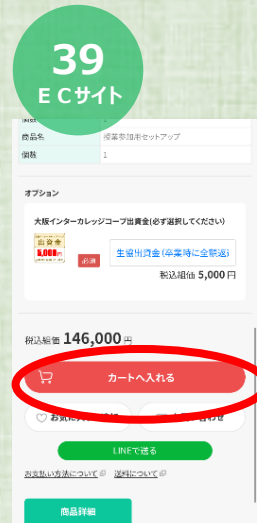 39
ECサイト
個数 1
商品名 授業参加用セットアップ
個数 1
オプション
大阪インターカレッジコープ出資金(必ず選択してください)
出資金
5,000円
必須
生協出資金(卒業時に全額返還
税込組価 5,000 円
税込組価 146,000 円
カートへ入れる
LINEで送る
お支払い方法について 送料について
商品詳細